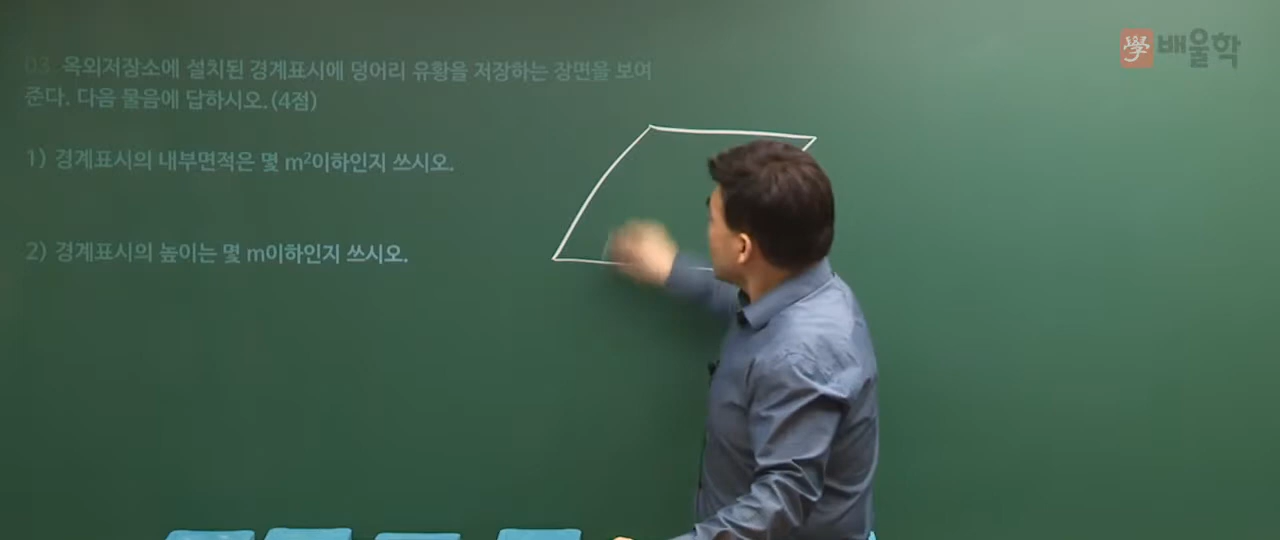 03 옥외저장소에 설치된 경계표시에 덩어리 유황을 저장하는 장면을 보여
준다. 다음 물음에 답하시오.(4점)
1) 경계표시의 내부면적은 몇 m²이하인지 쓰시오.
2) 경계표시의 높이는 몇 m이하인지 쓰시오.
學 배울학